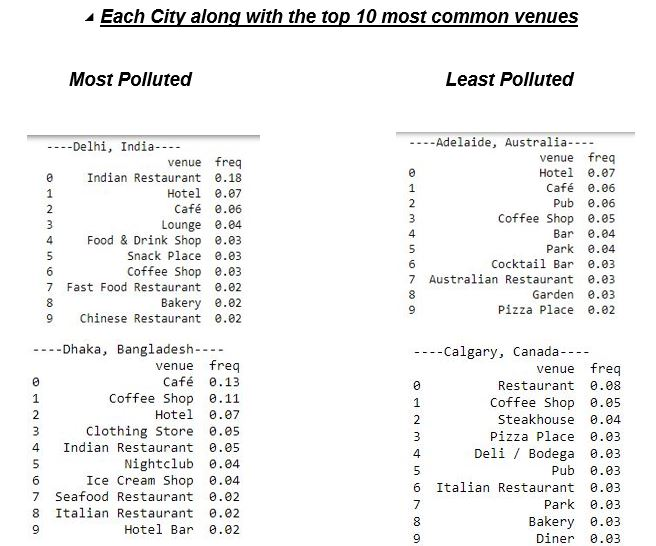 Each City along with the top 10 most common venues
Most Polluted
----Delhi, India----
venue freq
0 Indian Restaurant 0.18
1 Hotel 0.07
2 Café 0.06
3 Lounge 0.04
4 Food & Drink Shop 0.03
5 Snack Place 0.03
6 Coffee Shop 0.03
7 Fast Food Restaurant 0.02
8 Bakery 0.02
9 Chinese Restaurant 0.02
----Dhaka, Bangladesh----
venue freq
0 Café 0.13
1 Coffee Shop 0.11
2 Hotel 0.07
3 Clothing Store 0.05
4 Indian Restaurant 0.05
5 Nightclub 0.04
6 Ice Cream Shop 0.04
7 Seafood Restaurant 0.02
8 Italian Restaurant 0.02
9 Hotel Bar 0.02
Least Polluted
----Adelaide, Australia----
venue freq
0 Hotel 0.07
1 Café 0.06
2 Pub 0.06
3 Coffee Shop 0.05
4 Bar 0.04
5 Park 0.04
6 Cocktail Bar 0.03
7 Australian Restaurant 0.03
8 Garden 0.03
9 Pizza Place 0.02
----Calgary, Canada----
venue freq
0 Restaurant 0.08
1 Coffee Shop 0.05
2 Steakhouse 0.04
3 Pizza Place 0.03
4 Deli / Bodega 0.03
5 Pub 0.03
6 Italian Restaurant 0.03
7 Park 0.03
8 Bakery 0.03
9 Diner 0.03